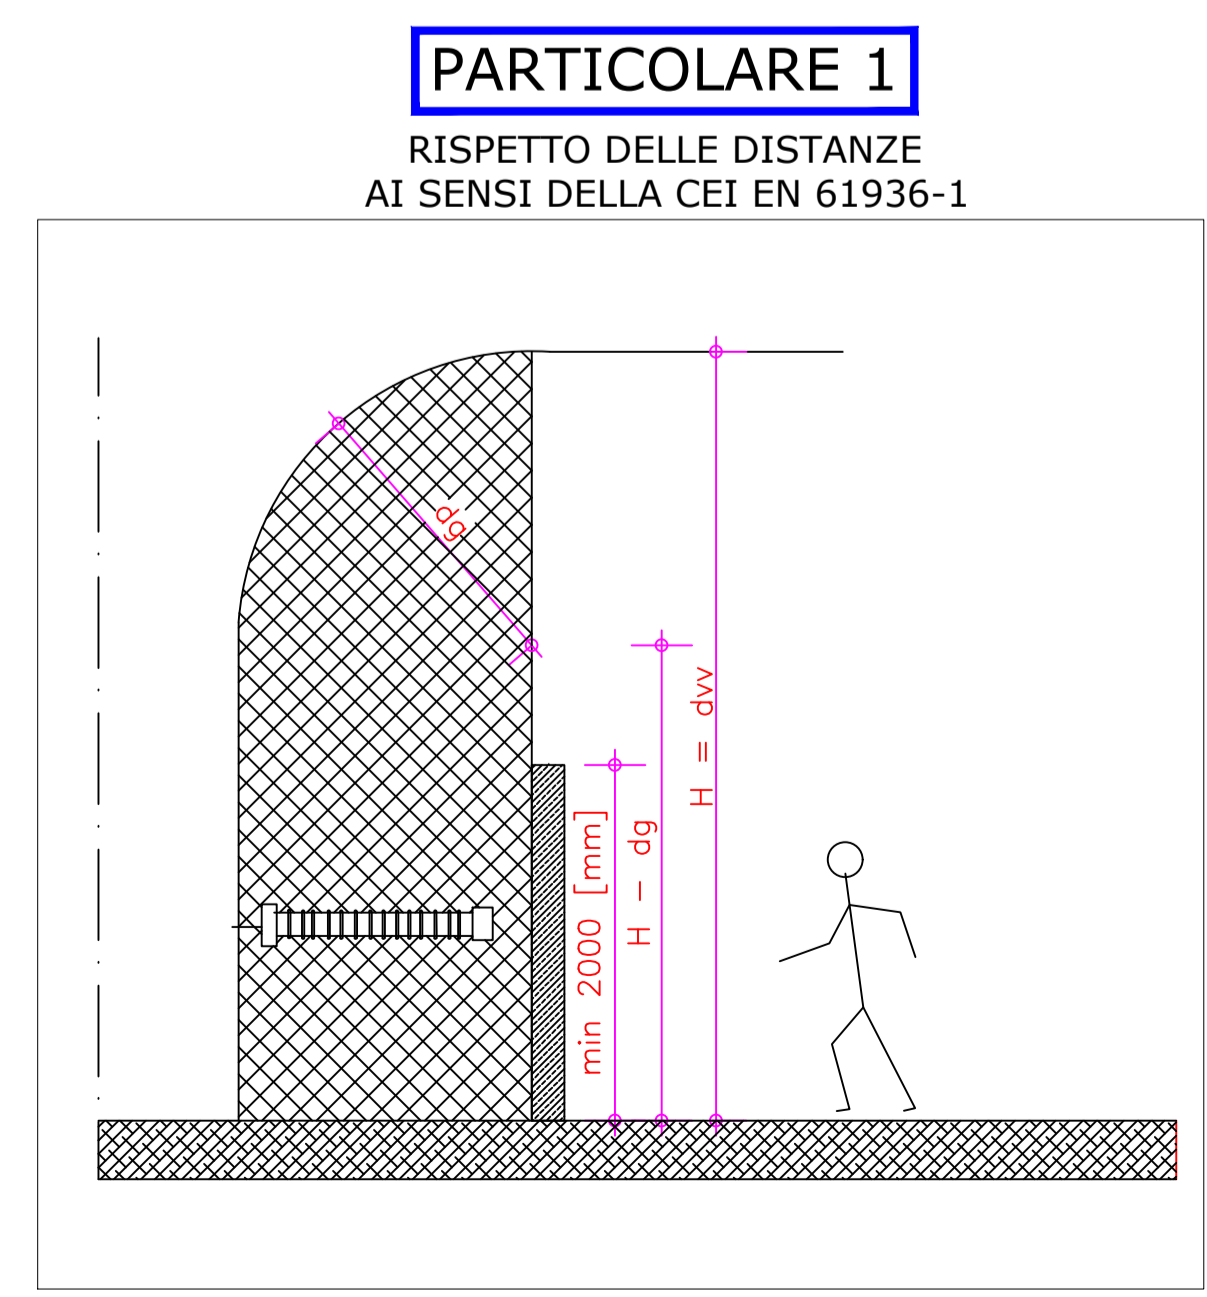 PARTICOLARE 1
RISPETTO DELLE DISTANZE
AI SENSI DELLA CEI EN 61936-1
dg
min 2000 [mm]
H - dg
H = dvv